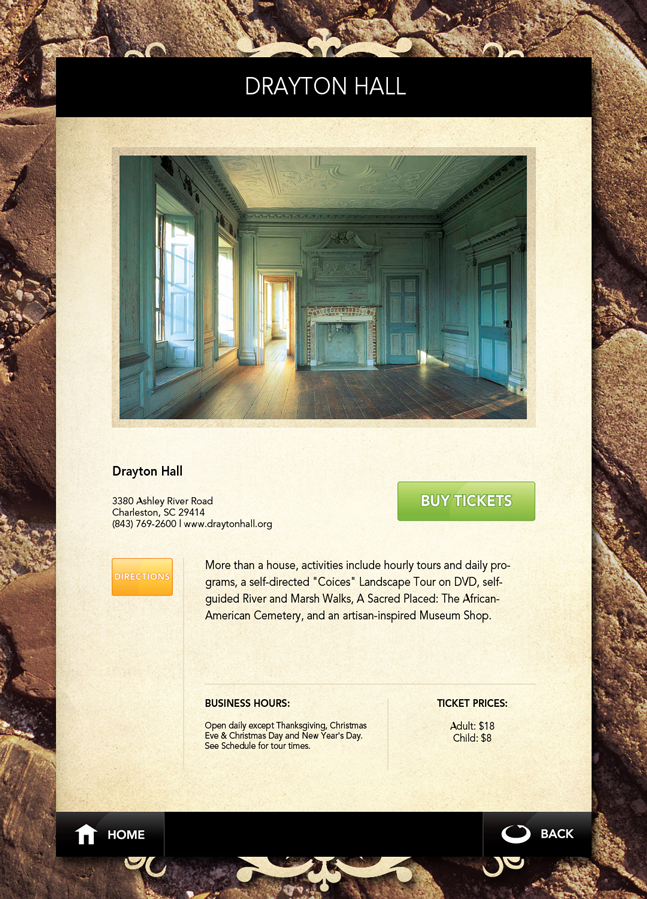 DRAYTON HALL
Drayton Hall
3380 Ashley River Road
Charleston, SC 29414
(843) 769-2600 | www.draytonhall.org
BUY TICKETS
DIRECTIONS
More than a house, activities include hourly tours and daily pro-
grams, a self-directed "Coices" Landscape Tour on DVD, self-
guided River and Marsh Walks, A Sacred Placed: The African-
American Cemetery, and an artisan-inspired Museum Shop.
BUSINESS HOURS:
Open daily except Thanksgiving, Christmas
Eve & Christmas Day and New Year's Day.
See Schedule for tour times.
TICKET PRICES:
Adult: $18
Child: $8
HOME
BACK